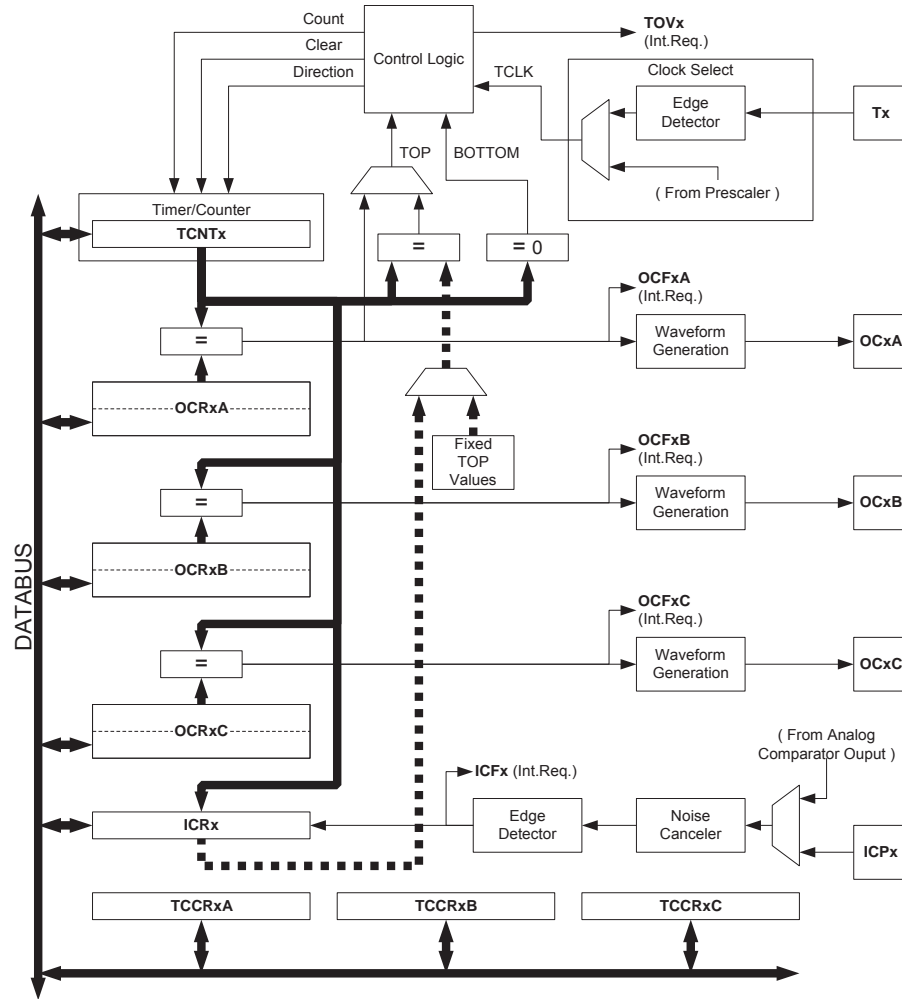 Count
Clear
Direction
Control Logic
TOVx
(Int.Req.)
TCLK
Clock Select
Edge
Detector
Tx
( From Prescaler )
TOP
BOTTOM
Timer/Counter
TCNTx
=
= 0
=
OCRxA
OCFxA
(Int.Req.)
Waveform
Generation
OCxA
Fixed
TOP
Values
=
OCRxB
OCFxB
(Int.Req.)
Waveform
Generation
OCxB
DATABUS
=
OCRxC
OCFxC
(Int.Req.)
Waveform
Generation
OCxC
( From Analog
Comparator Ouput )
ICFx (Int.Req.)
ICRx
Edge
Detector
Noise
Canceler
ICPx
TCCRxA
TCCRxB
TCCRxC